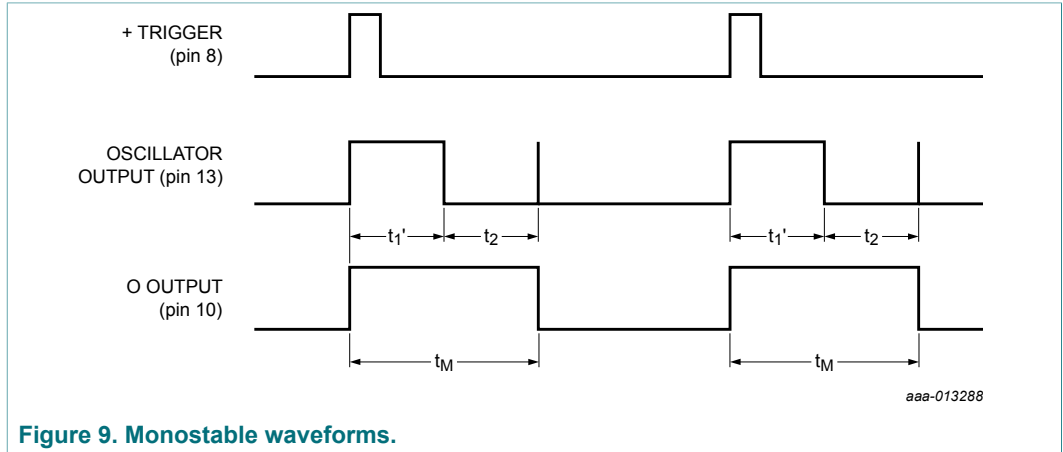 + TRIGGER
(pin 8)
OSCILLATOR
OUTPUT (pin 13)
t1' t2 t1' t2
O OUTPUT
(pin 10)
tM tM
aaa-013288
Figure 9. Monostable waveforms.